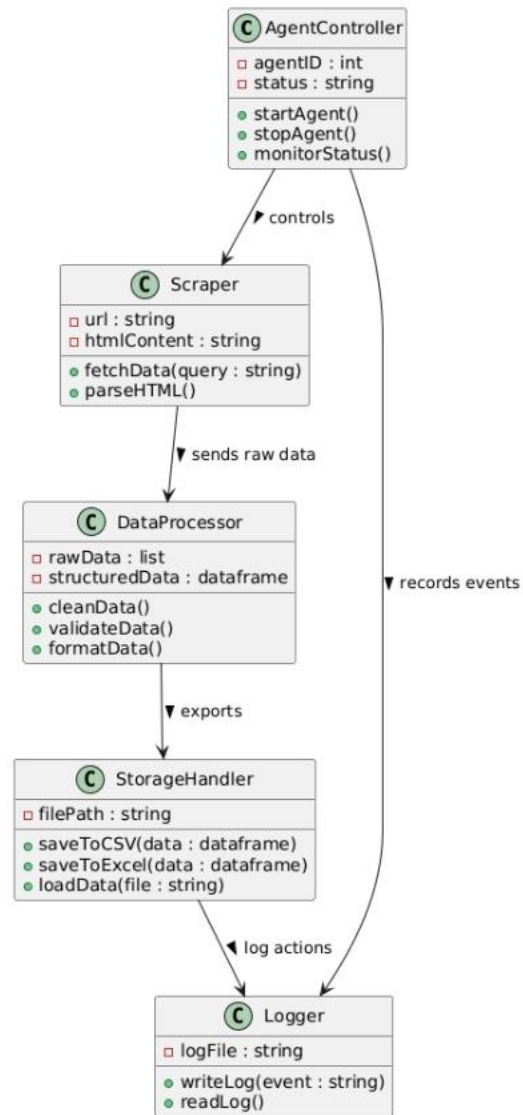 C AgentController
agentID : int
status : string
startAgent()
stopAgent()
monitorStatus()
controls
C Scraper
url : string
htmlContent : string
fetchData(query : string)
parseHTML()
sends raw data
C DataProcessor
rawData : list
structuredData : dataframe
cleanData()
validateData()
formatData()
records events
exports
C StorageHandler
filePath : string
saveToCSV(data : dataframe)
saveToExcel(data : dataframe)
loadData(file : string)
log actions
C Logger
logFile : string
writeLog(event : string)
readLog()